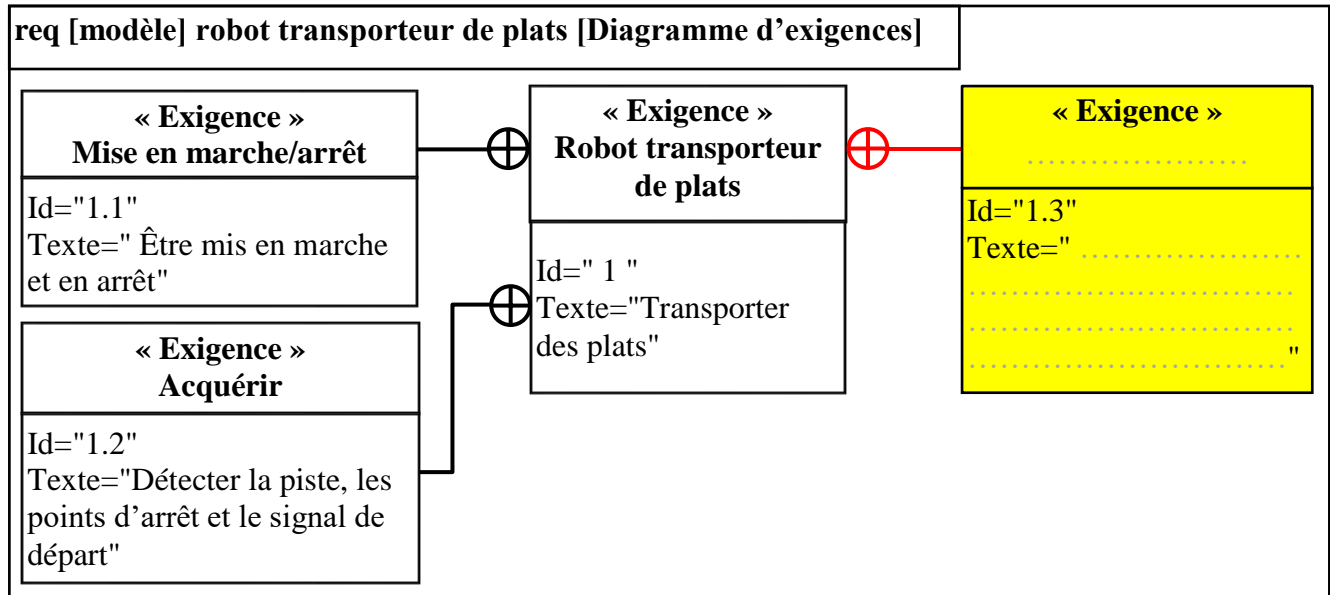 req [modèle] robot transporteur de plats [Diagramme d’exigences]
« Exigence »
Mise en marche/arrêt
Id="1.1"
Texte=" Être mis en marche
et en arrêt"
« Exigence »
Acquérir
Id="1.2"
Texte="Détecter la piste, les
points d’arrêt et le signal de
départ"
« Exigence »
Robot transporteur
de plats
Id=" 1 "
Texte="Transporter
des plats"
« Exigence »
…………………
Id="1.3"
Texte=" …………………
…………….……………
…………….……………
…………………………"